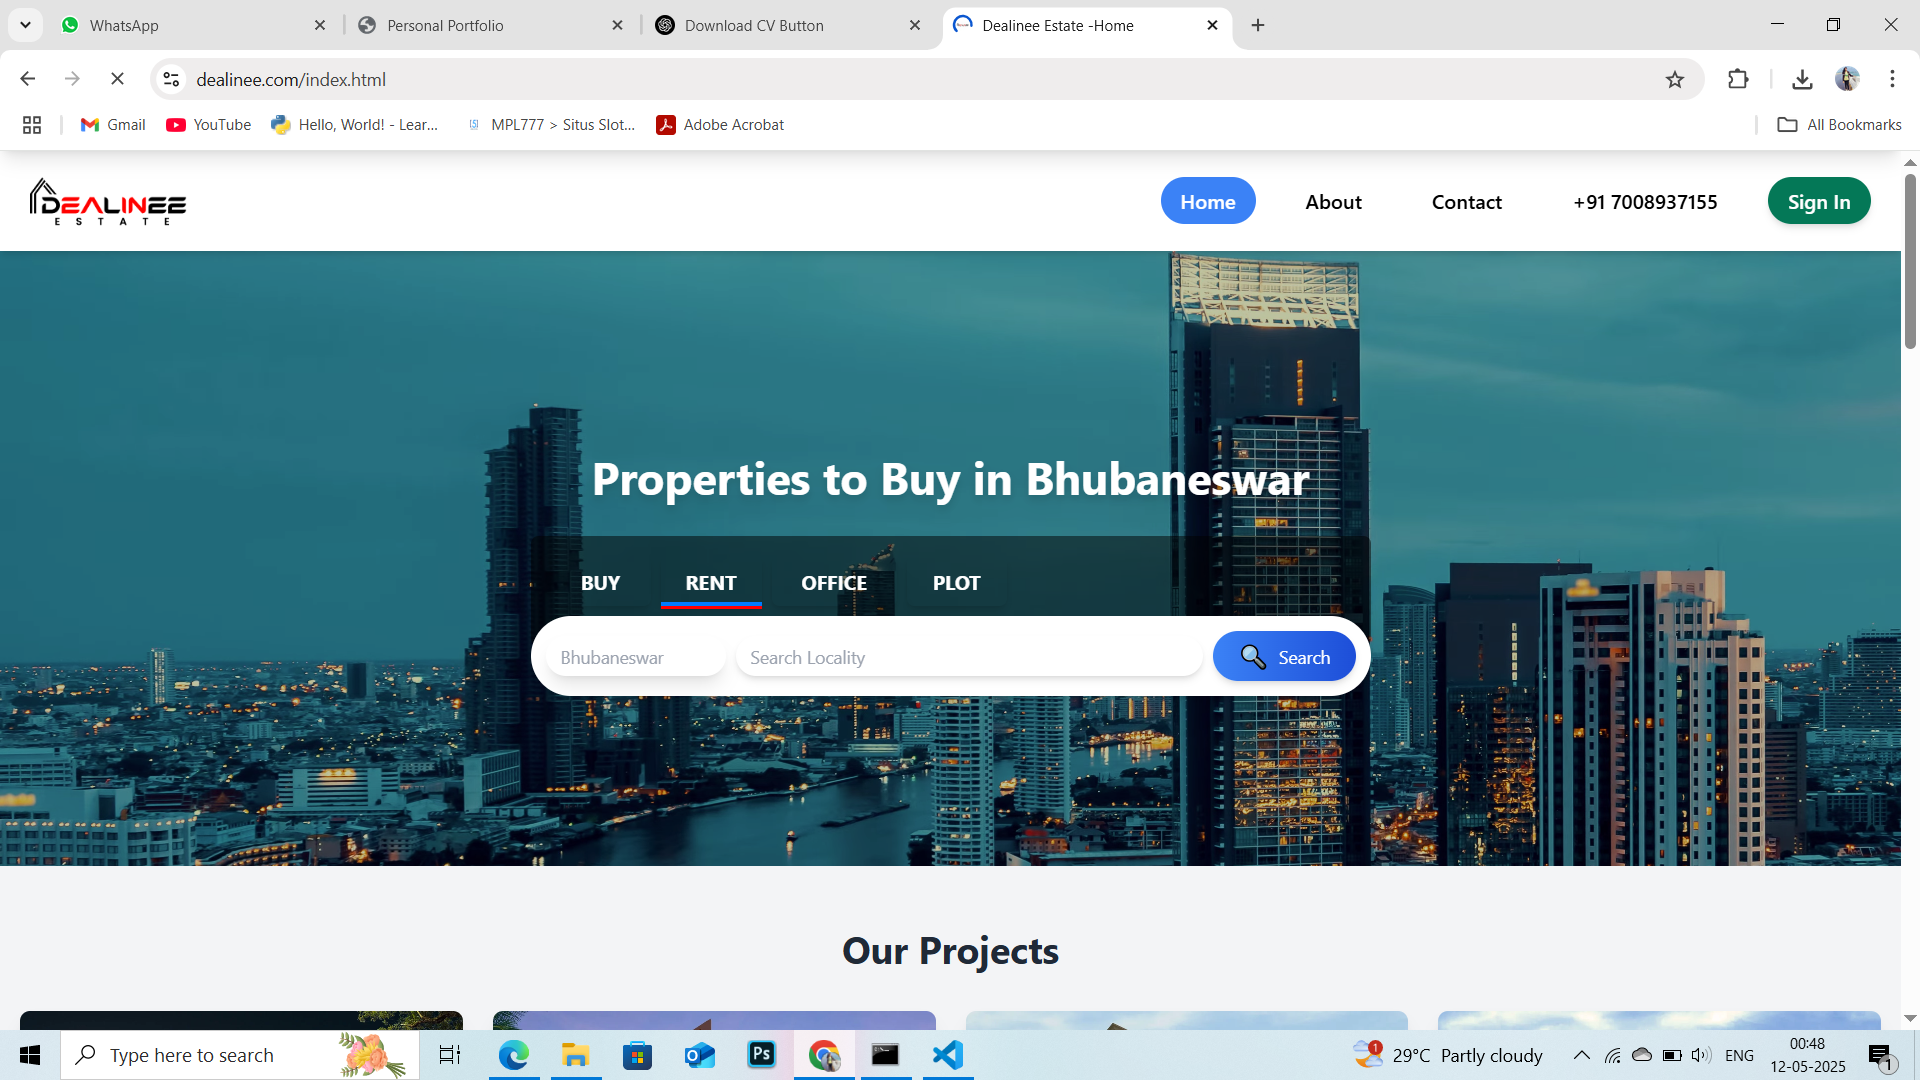 WhatsApp
Personal Portfolio
Download CV Button
Dealinee Estate -Home
dealinee.com/index.html
Gmail
YouTube
Hello, World! - Lear...
MPL777 > Situs Slot...
Adobe Acrobat
All Bookmarks
DEALINEE
ESTATE
Home
About
Contact
+91 7008937155
Sign In
Properties to Buy in Bhubaneswar
BUY
RENT
OFFICE
PLOT
Bhubaneswar
Search Locality
Search
Our Projects
Type here to search
Ps
1
29°C Partly cloudy
ENG
00:48
12-05-2025
1